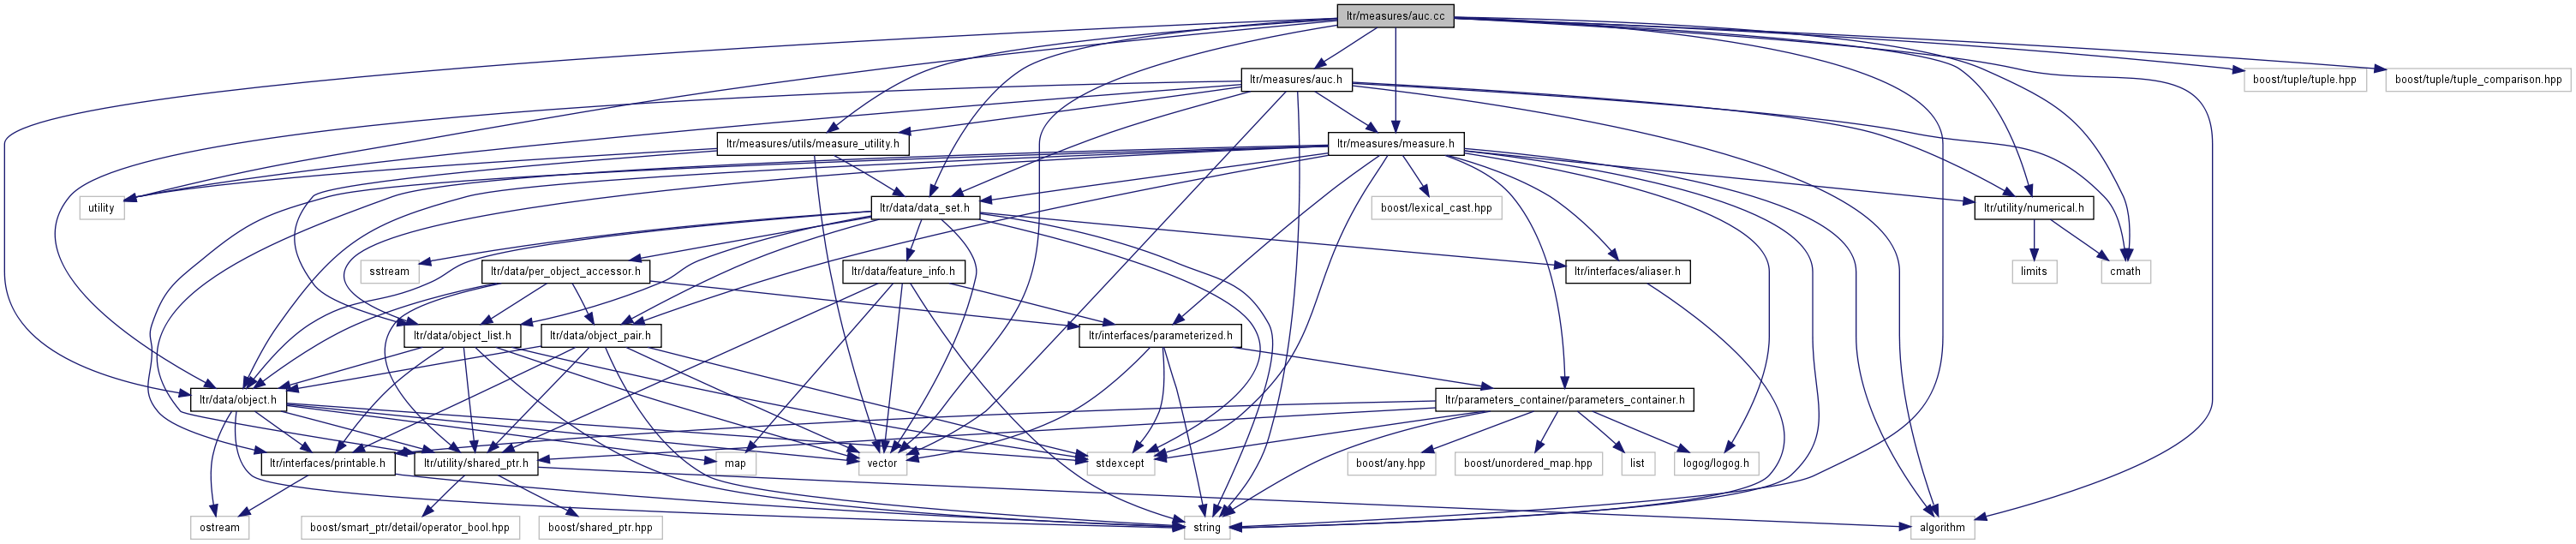 ltr/measures/auc.cc
ltr/measures/auc.h
boost/tuple/tuple.hpp
boost/tuple/tuple_comparison.hpp
ltr/measures/utils/measure_utility.h
ltr/measures/measure.h
utility
ltr/data/data_set.h
boost/lexical_cast.hpp
ltr/utility/numerical.h
sstream
ltr/data/per_object_accessor.h
ltr/data/feature_info.h
ltr/interfaces/aliaser.h
limits
cmath
ltr/data/object_list.h
ltr/data/object_pair.h
ltr/interfaces/parameterized.h
ltr/data/object.h
ltr/parameters_container/parameters_container.h
ltr/interfaces/printable.h
ltr/utility/shared_ptr.h
map
vector
stdexcept
boost/any.hpp
boost/unordered_map.hpp
list
logog/logog.h
ostream
boost/smart_ptr/detail/operator_bool.hpp
boost/shared_ptr.hpp
string
algorithm